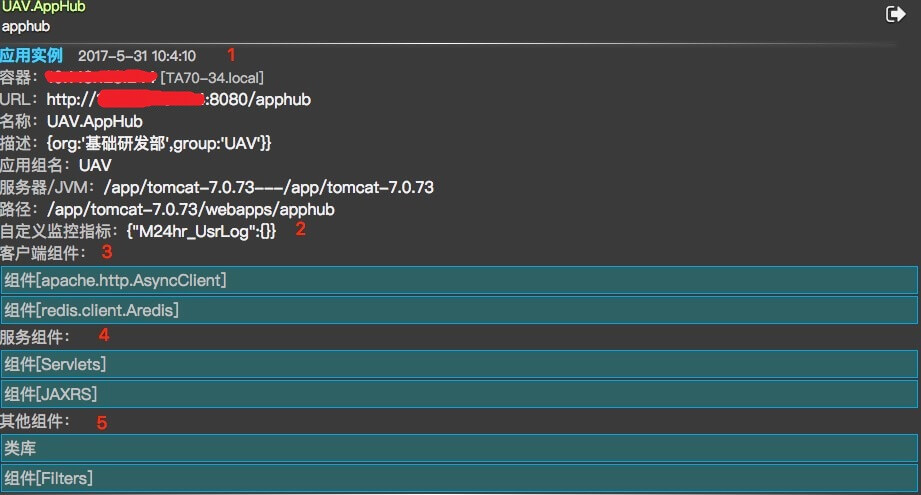 UAV.AppHub
apphub
应用实例 2017-5-31 10:4:10 1
容器: [TA70-34.local]
URL: http:// :8080/apphub
名称: UAV.AppHub
描述: {org:'基础研发部',group:'UAV'}}
应用组名: UAV
服务器/JVM: /app/tomcat-7.0.73---/app/tomcat-7.0.73
路径: /app/tomcat-7.0.73/webapps/apphub
自定义监控指标: {"M24hr_UsrLog":{}} 2
客户端组件: 3
组件[apache.http.AsyncClient]
组件[redis.client.Aredis]
服务组件: 4
组件[Servlets]
组件[JAXRS]
其他组件: 5
类库
组件[Filters]